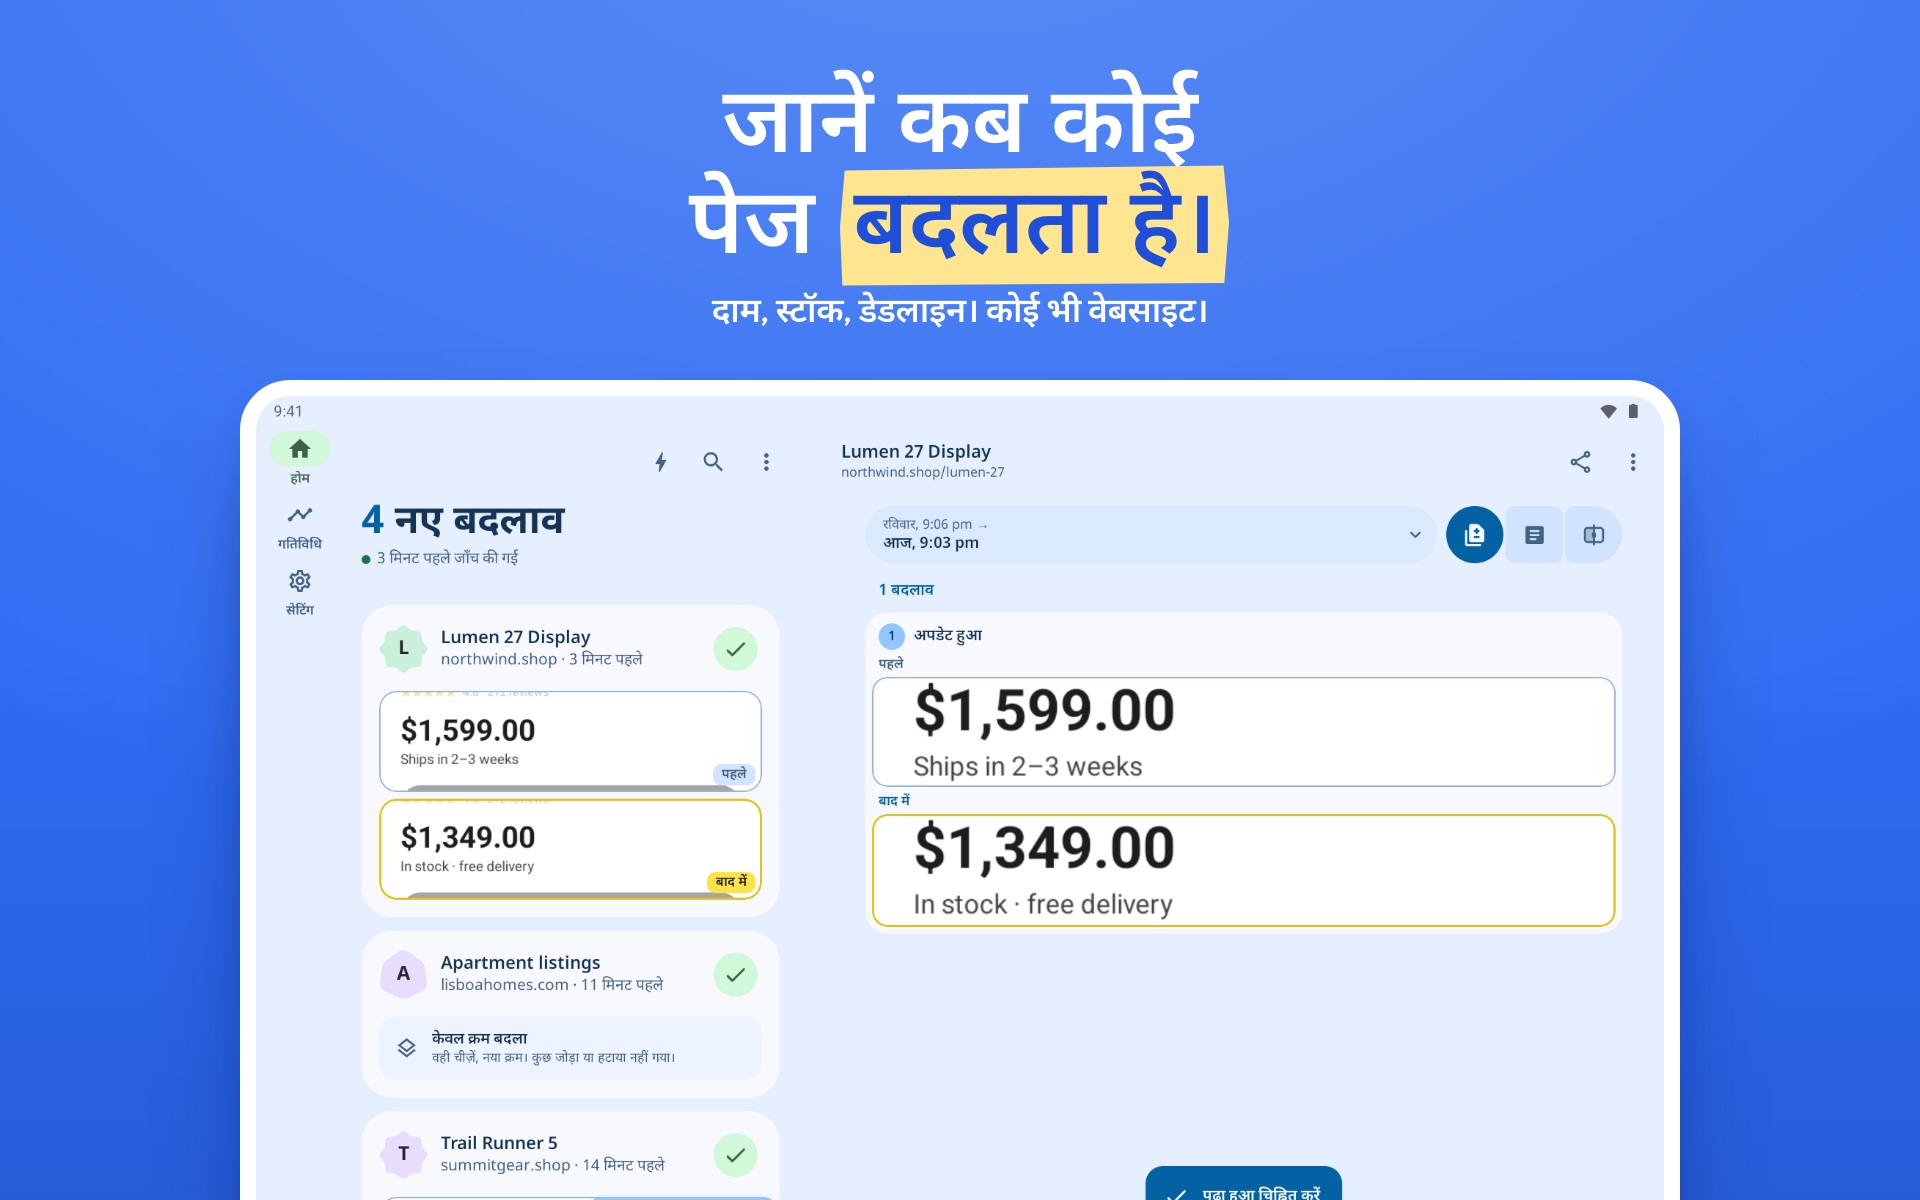 जानें कब कोई
पेज बदलता है।
दाम, स्टॉक, डेडलाइन। कोई भी वेबसाइट।
9:41
होम
गतिविधि
सेटिंग
4 नए बदलाव
3 मिनट पहले जाँच की गई
L
Lumen 27 Display
northwind.shop · 3 मिनट पहले
$1,599.00
Ships in 2–3 weeks
पहले
$1,349.00
In stock · free delivery
बाद में
A
Apartment listings
lisboahomes.com · 11 मिनट पहले
केवल क्रम बदला
वही चीज़ें, नया क्रम। कुछ जोड़ा या हटाया नहीं गया।
T
Trail Runner 5
summitgear.shop · 14 मिनट पहले
Lumen 27 Display
northwind.shop/lumen-27
रविवार, 9:06 pm →
आज, 9:03 pm
1 बदलाव
1 अपडेट हुआ
पहले
$1,599.00
Ships in 2–3 weeks
बाद में
$1,349.00
In stock · free delivery
पढ़ा हुआ चिह्नित करें